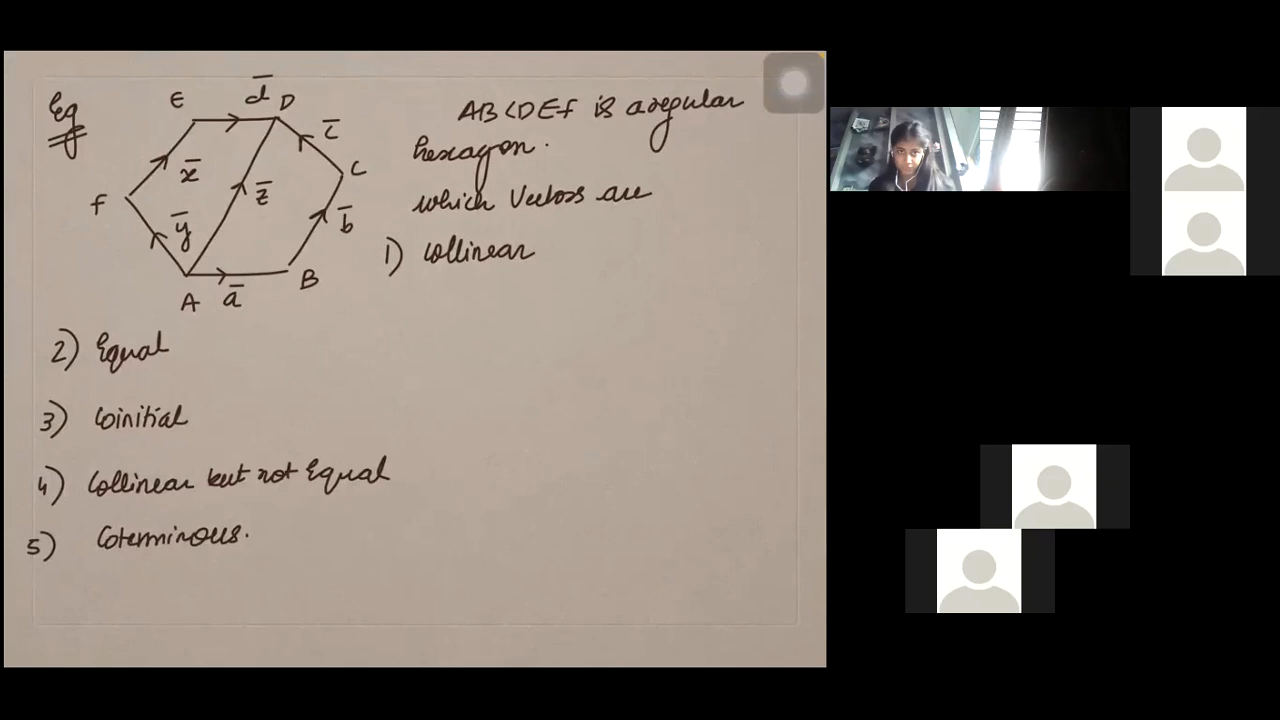 Eg
E d̄ D
c̄
x̄ C
F z̄
ȳ b̄
A ā B
ABCDEF is a regular
hexagon.
which Vectors are
1) Collinear
2) Equal
3) Coinitial
4) Collinear but not Equal
5) Coterminous.